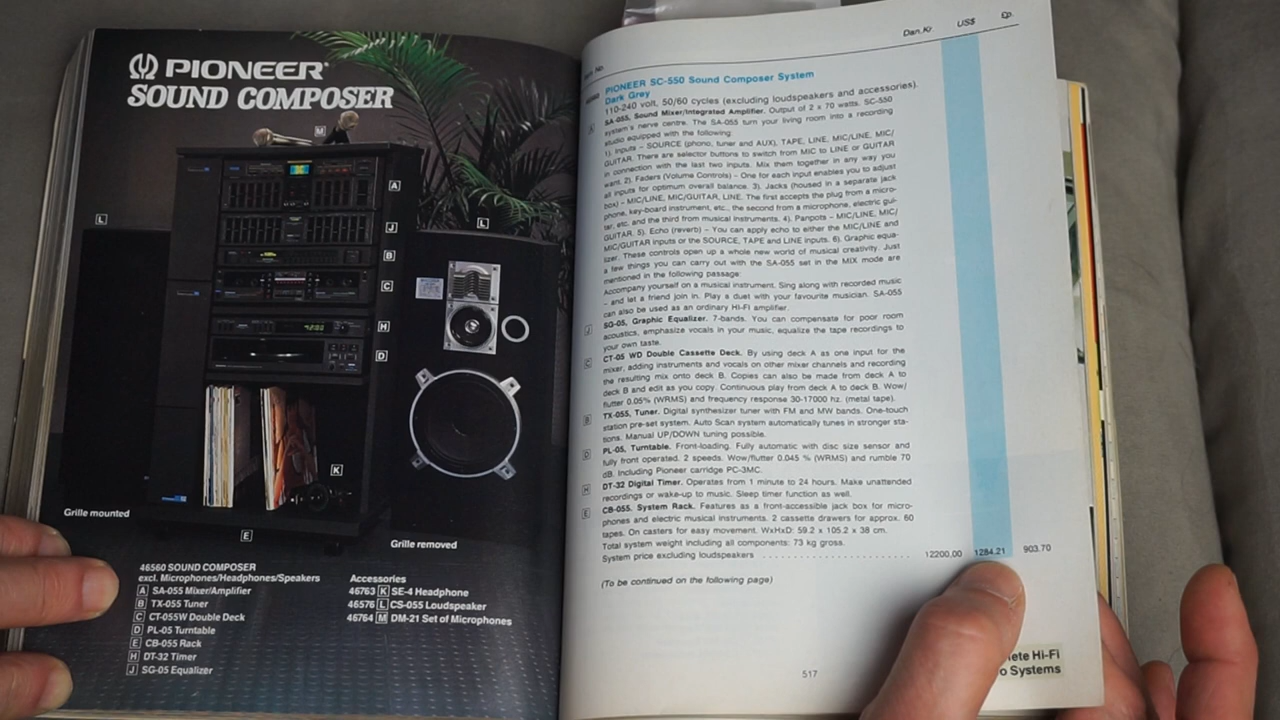 PIONEER
SOUND COMPOSER
M
A
L
L
J
B
C
H
D
K
Grille mounted
E
Grille removed
46560 SOUND COMPOSER
excl. Microphones/Headphones/Speakers
A SA-055 Mixer/Amplifier
B TX-055 Tuner
C CT-055W Double Deck
D PL-05 Turntable
E CB-055 Rack
H DT-32 Timer
J SG-05 Equalizer
Accessories
46763 K SE-4 Headphone
46576 L CS-055 Loudspeaker
46764 M DM-21 Set of Microphones
No. Dan.Kr US$ £p.
PIONEER SC-550 Sound Composer System
Dark Grey
110-240 volt, 50/60 cycles (excluding loudspeakers and accessories).
A SA-055, Sound Mixer/Integrated Amplifier. Output of 2 x 70 watts. SC-550
system's nerve centre. The SA-055 turn your living room into a recording
studio equipped with the following:
1). Inputs – SOURCE (phono, tuner and AUX), TAPE, LINE, MIC/LINE, MIC/
GUITAR. There are selector buttons to switch from MIC to LINE or GUITAR
in connection with the last two inputs. Mix them together in any way you
want. 2). Faders (Volume Controls) – One for each input enables you to adjust
all inputs for optimum overall balance. 3). Jacks (housed in a separate jack
box) – MIC/LINE, MIC/GUITAR, LINE. The first accepts the plug from a micro-
phone, key-board instrument, etc., the second from a microphone, electric gui-
tar, etc. and the third from musical instruments. 4). Panpots – MIC/LINE, MIC/
GUITAR. 5). Echo (reverb) – You can apply echo to either the MIC/LINE and
MIC/GUITAR inputs or the SOURCE, TAPE and LINE inputs. 6). Graphic equa-
lizer. These controls open up a whole new world of musical creativity. Just
a few things you can carry out with the SA-055 set in the MIX mode are
mentioned in the following passage:
Accompany yourself on a musical instrument. Sing along with recorded music
– and let a friend join in. Play a duet with your favourite musician. SA-055
can also be used as an ordinary HI-FI amplifier.
J SG-05, Graphic Equalizer. 7-bands. You can compensate for poor room
acoustics, emphasize vocals in your music, equalize the tape recordings to
your own taste.
C CT-05 WD Double Cassette Deck. By using deck A as one input for the
mixer, adding instruments and vocals on other mixer channels and recording
the resulting mix onto deck B. Copies can also be made from deck A to
deck B and edit as you copy. Continuous play from deck A to deck B. Wow/
flutter 0.05% (WRMS) and frequency response 30-17000 hz. (metal tape).
B TX-055, Tuner. Digital synthesizer tuner with FM and MW bands. One-touch
station pre-set system. Auto Scan system automatically tunes in stronger sta-
tions. Manual UP/DOWN tuning possible.
D PL-05, Turntable. Front-loading. Fully automatic with disc size sensor and
fully front operated. 2 speeds. Wow/flutter 0.045 % (WRMS) and rumble 70
dB. Including Pioneer carridge PC-3MC.
H DT-32 Digital Timer. Operates from 1 minute to 24 hours. Make unattended
recordings or wake-up to music. Sleep timer function as well.
E CB-055, System Rack. Features as a front-accessible jack box for micro-
phones and electric musical instruments. 2 cassette drawers for approx. 60
tapes. On casters for easy movement. WxHxD: 59.2 x 105.2 x 38 cm.
Total system weight including all components: 73 kg gross.
System price excluding loudspeakers 12200.00 1284.21 903.70
(To be continued on the following page)
517
lete Hi-Fi
o Systems